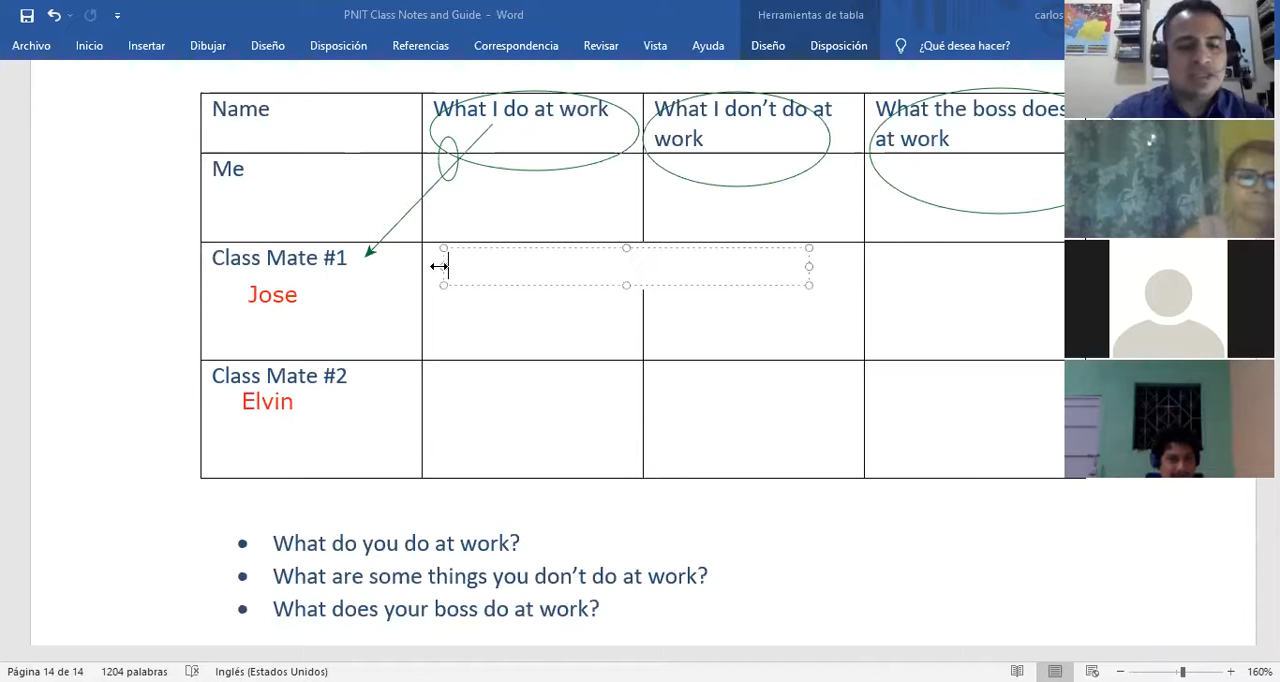 PNIT Class Notes and Guide - Word
Herramientas de tabla
carlos
Archivo Inicio Insertar Dibujar Diseño Disposición Referencias Correspondencia Revisar Vista Ayuda Diseño Disposición ¿Qué desea hacer?
Name What I do at work What I don't do at work What the boss does at work
Me
Class Mate #1
Jose
Class Mate #2
Elvin
• What do you do at work?
• What are some things you don't do at work?
• What does your boss do at work?
Página 14 de 14 1204 palabras Inglés (Estados Unidos) 160%